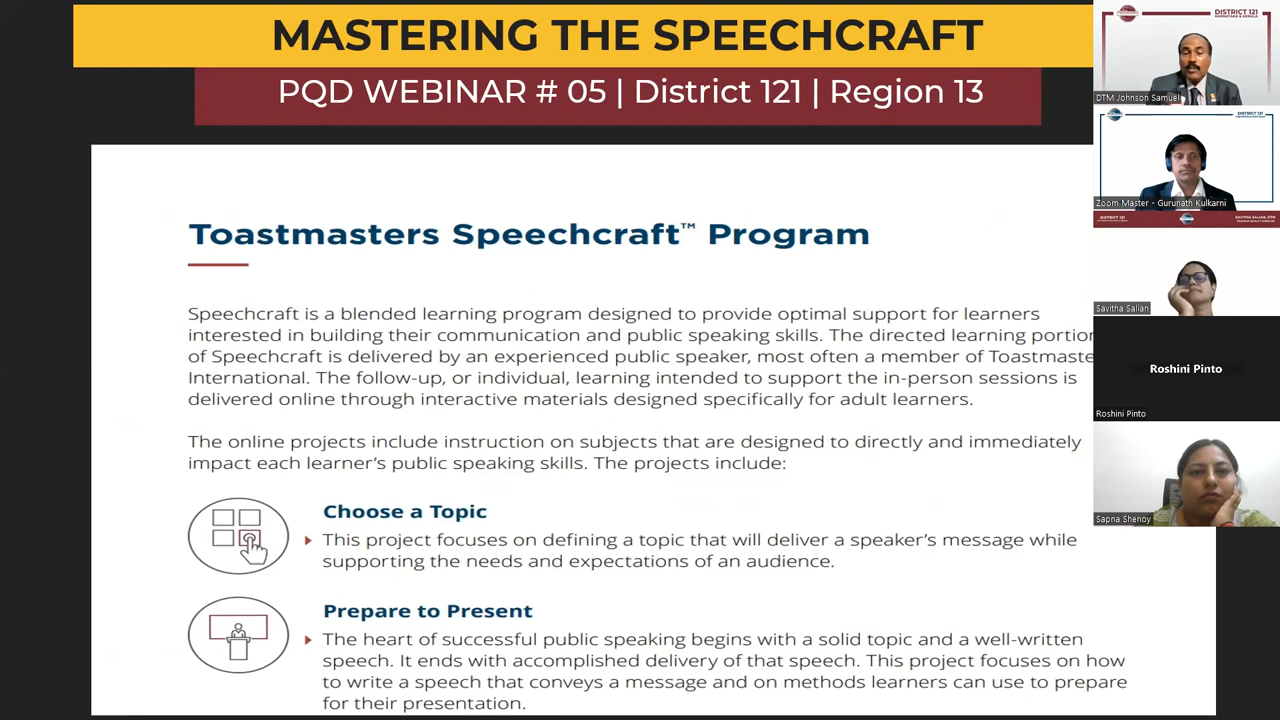 MASTERING THE SPEECHCRAFT
PQD WEBINAR # 05 | District 121 | Region 13
Toastmasters Speechcraft™ Program
Speechcraft is a blended learning program designed to provide optimal support for learners
interested in building their communication and public speaking skills. The directed learning portion
of Speechcraft is delivered by an experienced public speaker, most often a member of Toastmaste
International. The follow-up, or individual, learning intended to support the in-person sessions is
delivered online through interactive materials designed specifically for adult learners.
The online projects include instruction on subjects that are designed to directly and immediately
impact each learner's public speaking skills. The projects include:
Choose a Topic
This project focuses on defining a topic that will deliver a speaker's message while
supporting the needs and expectations of an audience.
Prepare to Present
The heart of successful public speaking begins with a solid topic and a well-written
speech. It ends with accomplished delivery of that speech. This project focuses on how
to write a speech that conveys a message and on methods learners can use to prepare
for their presentation.
DISTRICT 121
KARNATAKA & KERALA
DTM Johnson Samuel
DISTRICT 121
Zoom Master - Gurunath Kulkarni
DISTRICT 121
SAVITHA SALIAN, DTM
Savitha Salian
Roshini Pinto
Roshini Pinto
Sapna Shenoy